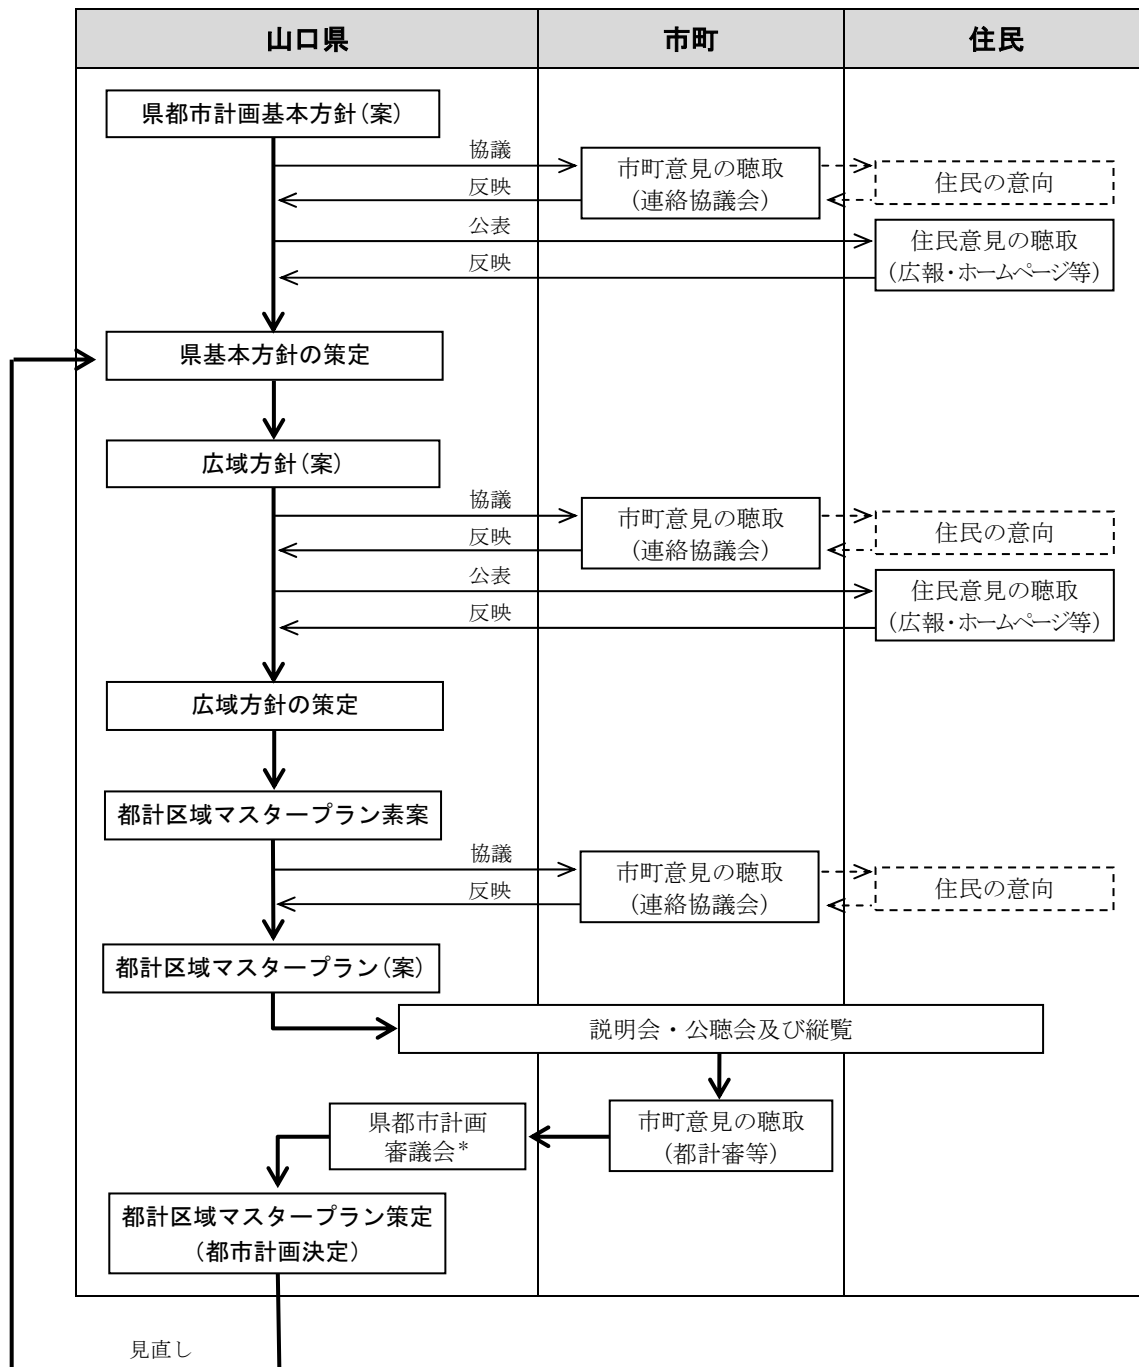 山口県
市町
住民
県都市計画基本方針(案)
協議
市町意見の聴取
(連絡協議会)
住民の意向
反映
公表
住民意見の聴取
(広報・ホームページ等)
反映
県基本方針の策定
広域方針(案)
協議
市町意見の聴取
(連絡協議会)
住民の意向
反映
公表
住民意見の聴取
(広報・ホームページ等)
反映
広域方針の策定
都計区域マスタープラン素案
協議
市町意見の聴取
(連絡協議会)
住民の意向
反映
都計区域マスタープラン(案)
説明会・公聴会及び縦覧
県都市計画
審議会*
市町意見の聴取
(都計審等)
都計区域マスタープラン策定
(都市計画決定)
見直し